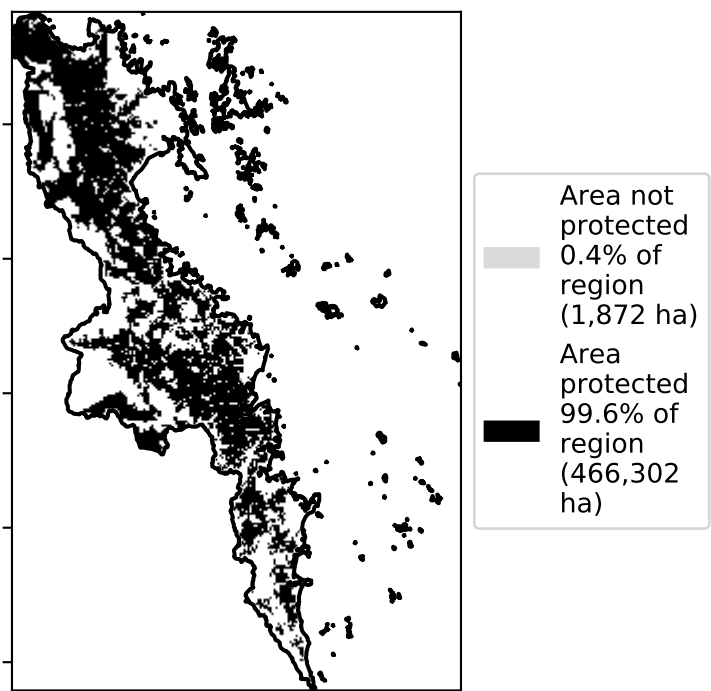 Area not
protected
0.4% of
region
(1,872 ha)
Area
protected
99.6% of
region
(466,302
ha)